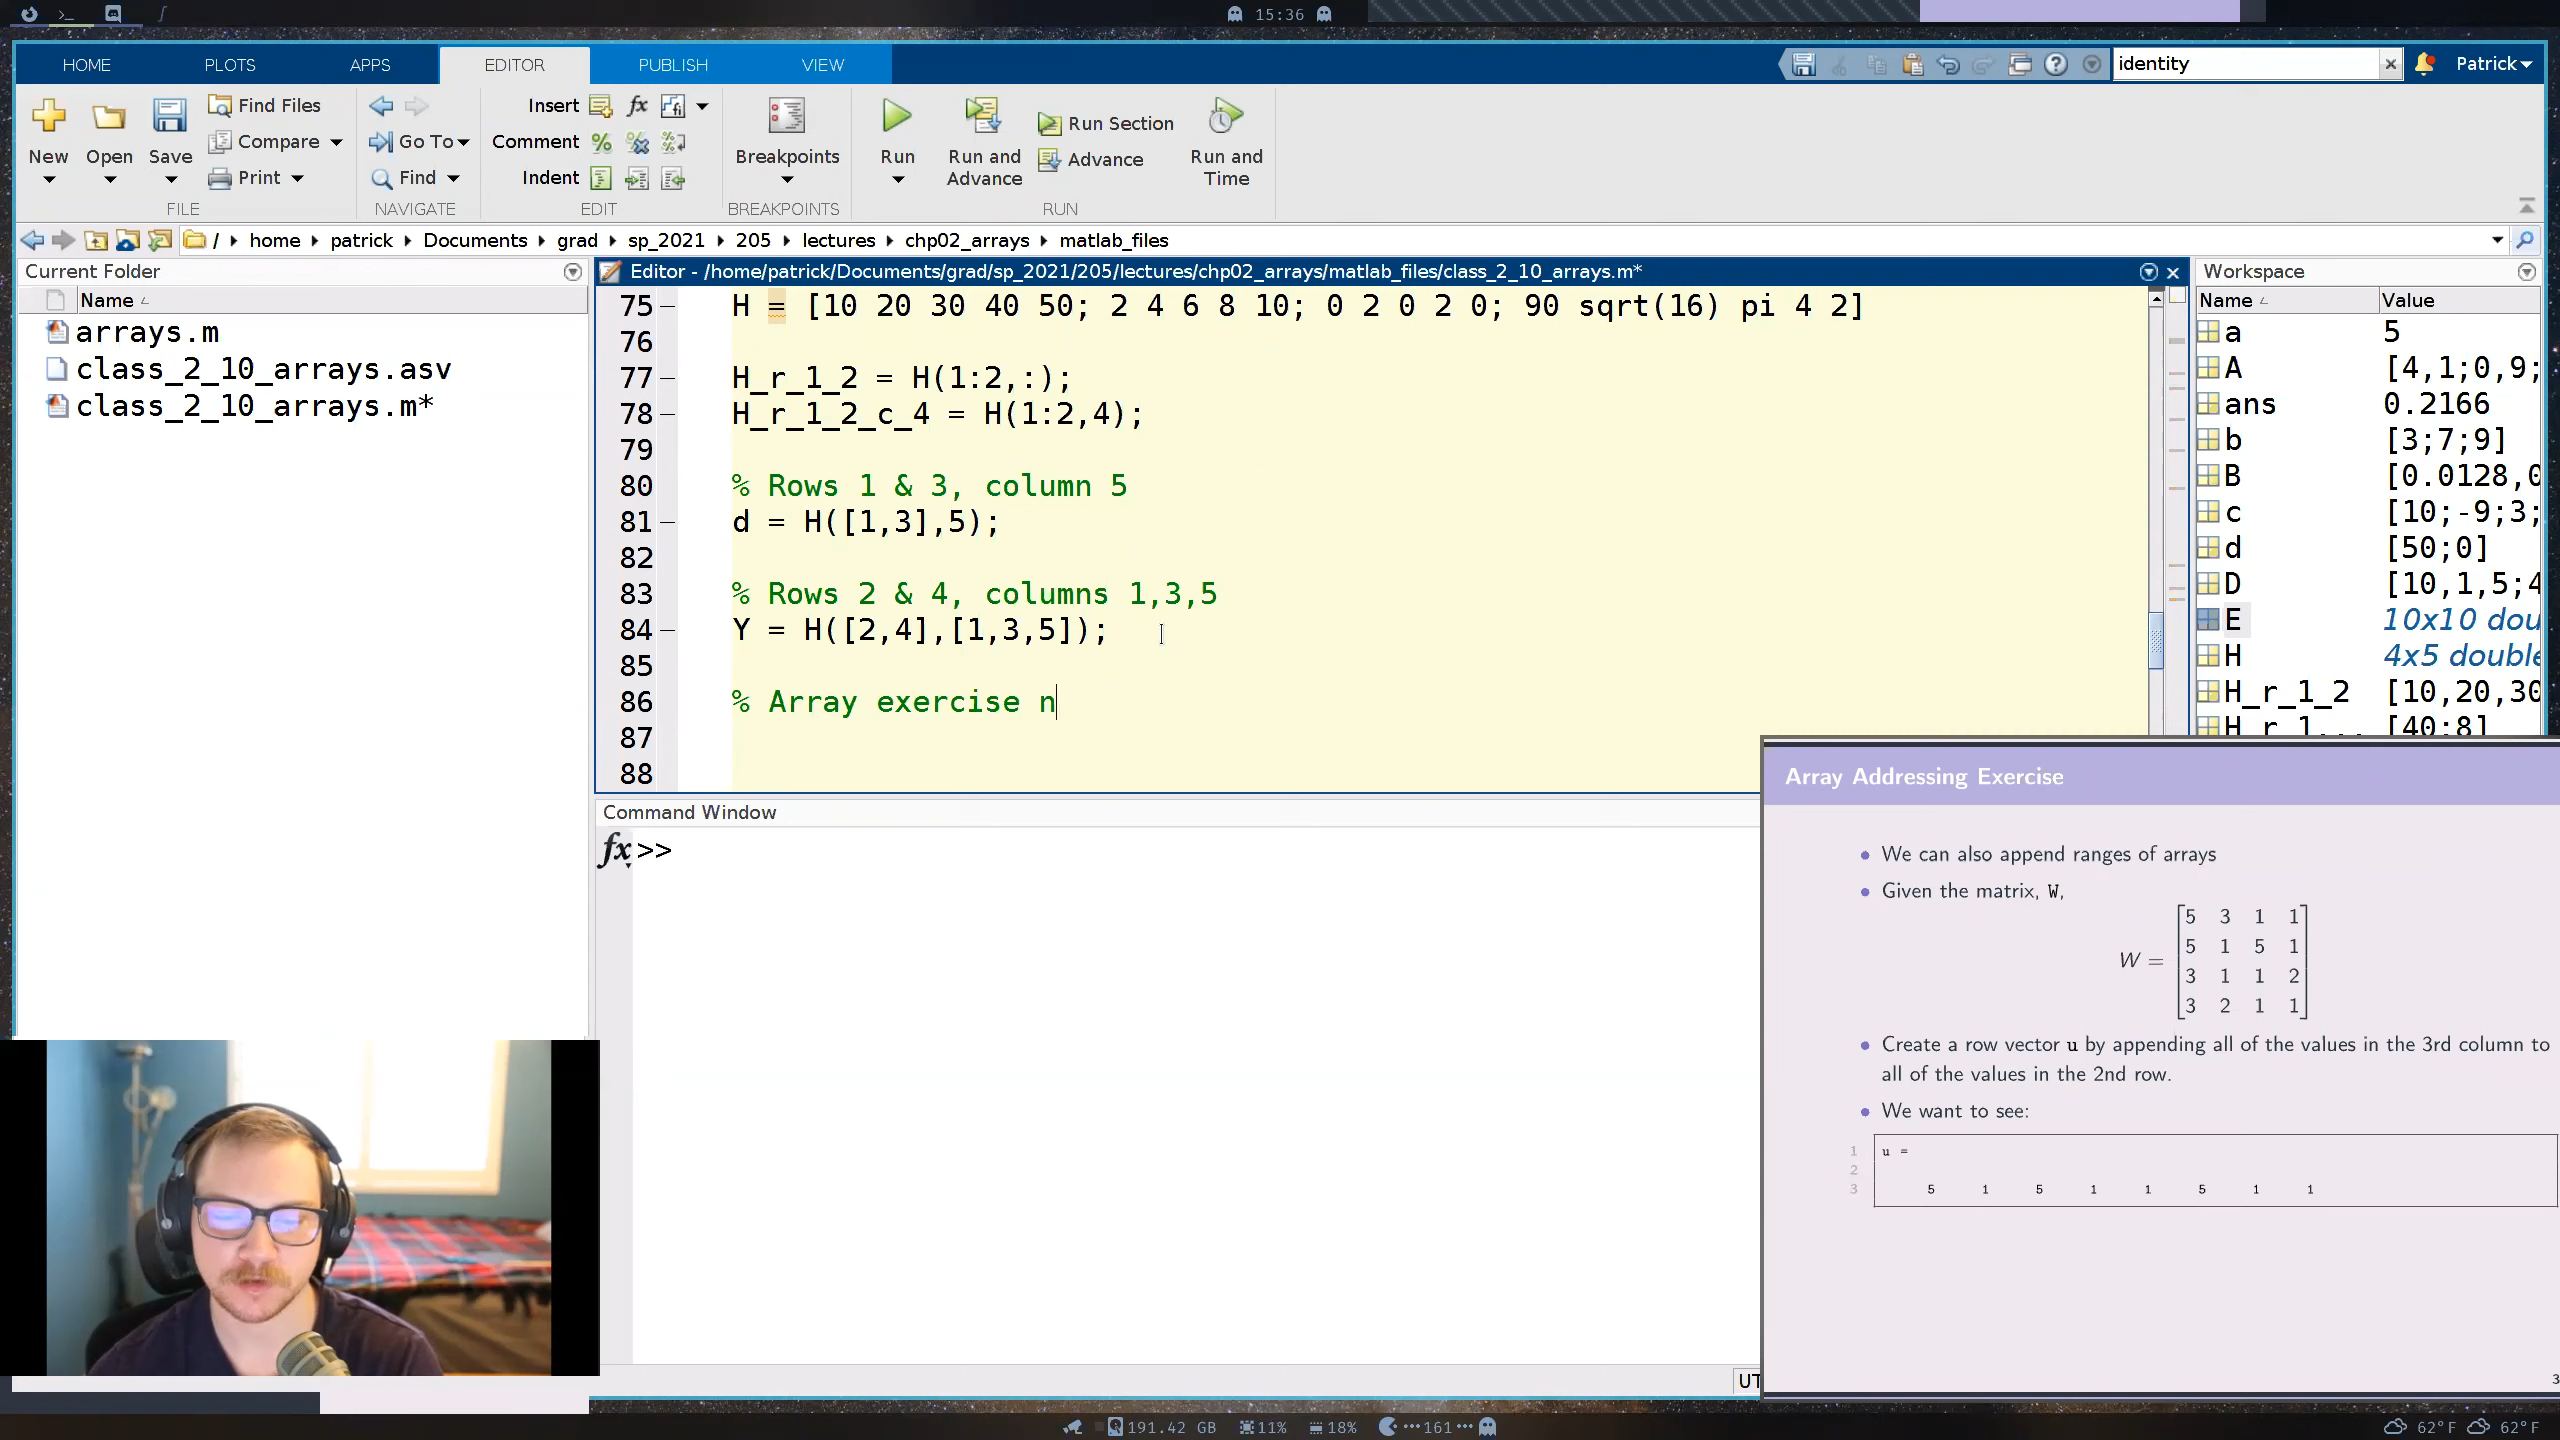 15:36
HOME PLOTS APPS EDITOR PUBLISH VIEW identity Patrick
New Open Save Find Files Compare Print
Go To Find
Insert fx
Comment
Indent
Breakpoints
Run Run and Advance Run Section Advance Run and Time
FILE NAVIGATE EDIT BREAKPOINTS RUN
/ home patrick Documents grad sp_2021 205 lectures chp02_arrays matlab_files
Current Folder
Name
arrays.m
class_2_10_arrays.asv
class_2_10_arrays.m*
Editor - /home/patrick/Documents/grad/sp_2021/205/lectures/chp02_arrays/matlab_files/class_2_10_arrays.m*
75 H = [10 20 30 40 50; 2 4 6 8 10; 0 2 0 2 0; 90 sqrt(16) pi 4 2]
76
77 H_r_1_2 = H(1:2,:);
78 H_r_1_2_c_4 = H(1:2,4);
79
80 % Rows 1 & 3, column 5
81 d = H([1,3],5);
82
83 % Rows 2 & 4, columns 1,3,5
84 Y = H([2,4],[1,3,5]);
85
86 % Array exercise n
87
88
Workspace
Name Value
a 5
A [4,1;0,9;
ans 0.2166
b [3;7;9]
B [0.0128,0
c [10;-9;3;
d [50;0]
D [10,1,5;4
E 10x10 dou
H 4x5 double
H_r_1_2 [10,20,30
H_r_1... [40;8]
Command Window
fx >>
UT
Array Addressing Exercise
• We can also append ranges of arrays
• Given the matrix, W,
W =
5 3 1 1
5 1 5 1
3 1 1 2
3 2 1 1
• Create a row vector u by appending all of the values in the 3rd column to
all of the values in the 2nd row.
• We want to see:
1 u =
2
3 5 1 5 1 1 5 1 1
3
191.42 GB 11% 18% 161 62°F 62°F